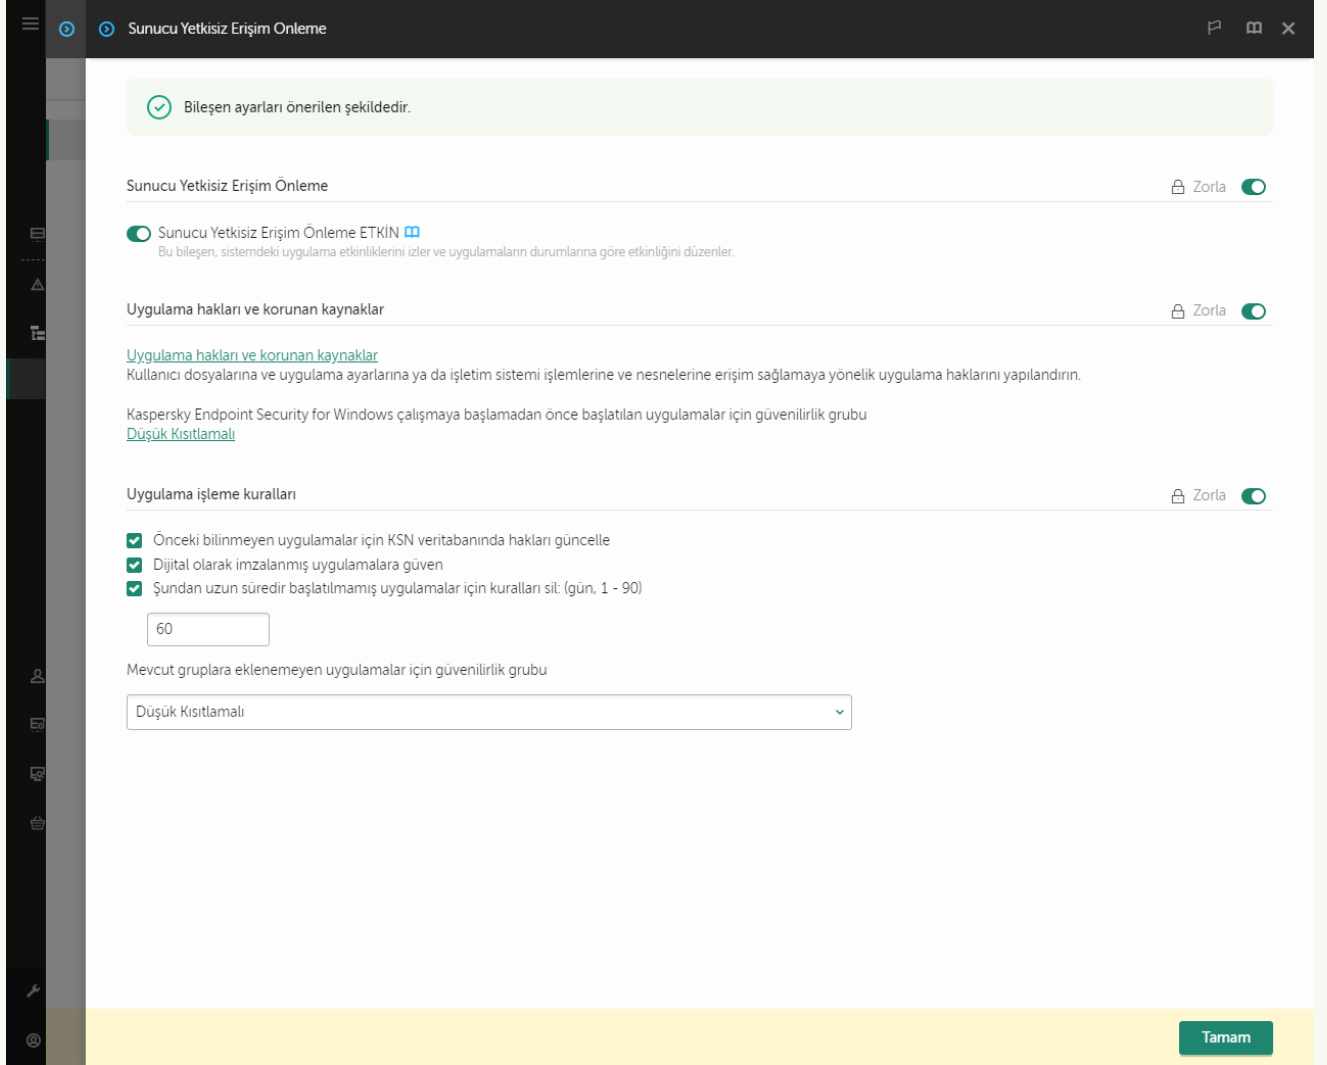 Sunucu Yetkisiz Erişim Önleme
Bileşen ayarları önerilen şekildedir.
Sunucu Yetkisiz Erişim Önleme
Zorla
Sunucu Yetkisiz Erişim Önleme ETKİN
Bu bileşen, sistemdeki uygulama etkinliklerini izler ve uygulamaların durumlarına göre etkinliğini düzenler.
Uygulama hakları ve korunan kaynaklar
Zorla
Uygulama hakları ve korunan kaynaklar
Kullanıcı dosyalarına ve uygulama ayarlarına ya da işletim sistemi işlemlerine ve nesnelerine erişim sağlamaya yönelik uygulama haklarını yapılandırın.
Kaspersky Endpoint Security for Windows çalışmaya başlamadan önce başlatılan uygulamalar için güvenilirlik grubu
Düşük Kısıtlamalı
Uygulama işleme kuralları
Zorla
Önceki bilinmeyen uygulamalar için KSN veritabanında hakları güncelle
Dijital olarak imzalanmış uygulamalara güven
Şundan uzun süredir başlatılmamış uygulamalar için kuralları sil: (gün, 1 - 90)
60
Mevcut gruplara eklenemeyen uygulamalar için güvenilirlik grubu
Düşük Kısıtlamalı
Tamam